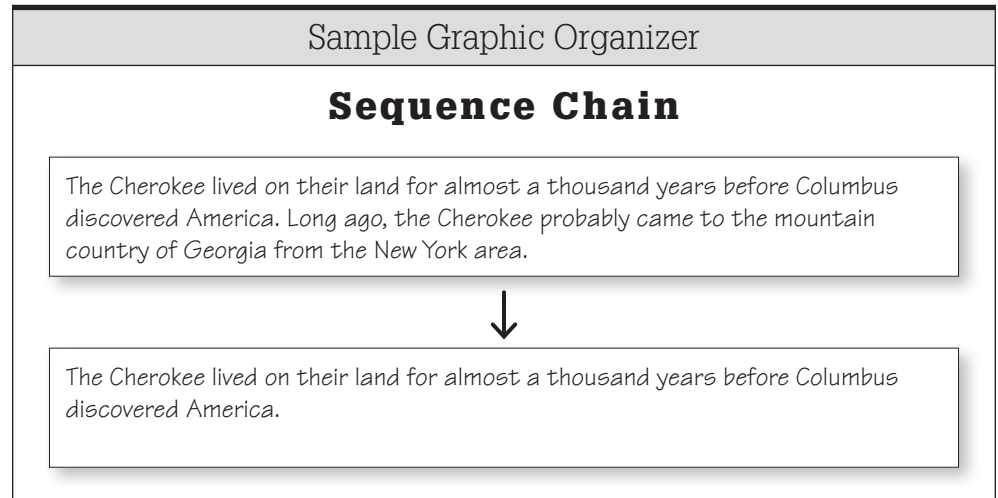 Sample Graphic Organizer
Sequence Chain
The Cherokee lived on their land for almost a thousand years before Columbus
discovered America. Long ago, the Cherokee probably came to the mountain
country of Georgia from the New York area.
The Cherokee lived on their land for almost a thousand years before Columbus
discovered America.